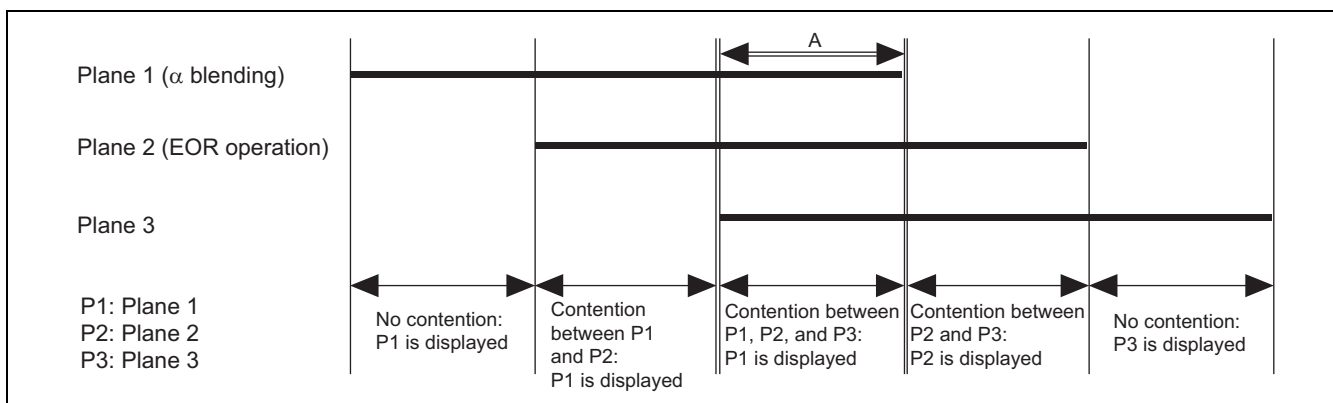 A
Plane 1 (α blending)
Plane 2 (EOR operation)
Plane 3
P1: Plane 1
P2: Plane 2
P3: Plane 3
No contention:
P1 is displayed
Contention
between P1
and P2:
P1 is displayed
Contention between
P1, P2, and P3:
P1 is displayed
Contention between
P2 and P3:
P2 is displayed
No contention:
P3 is displayed